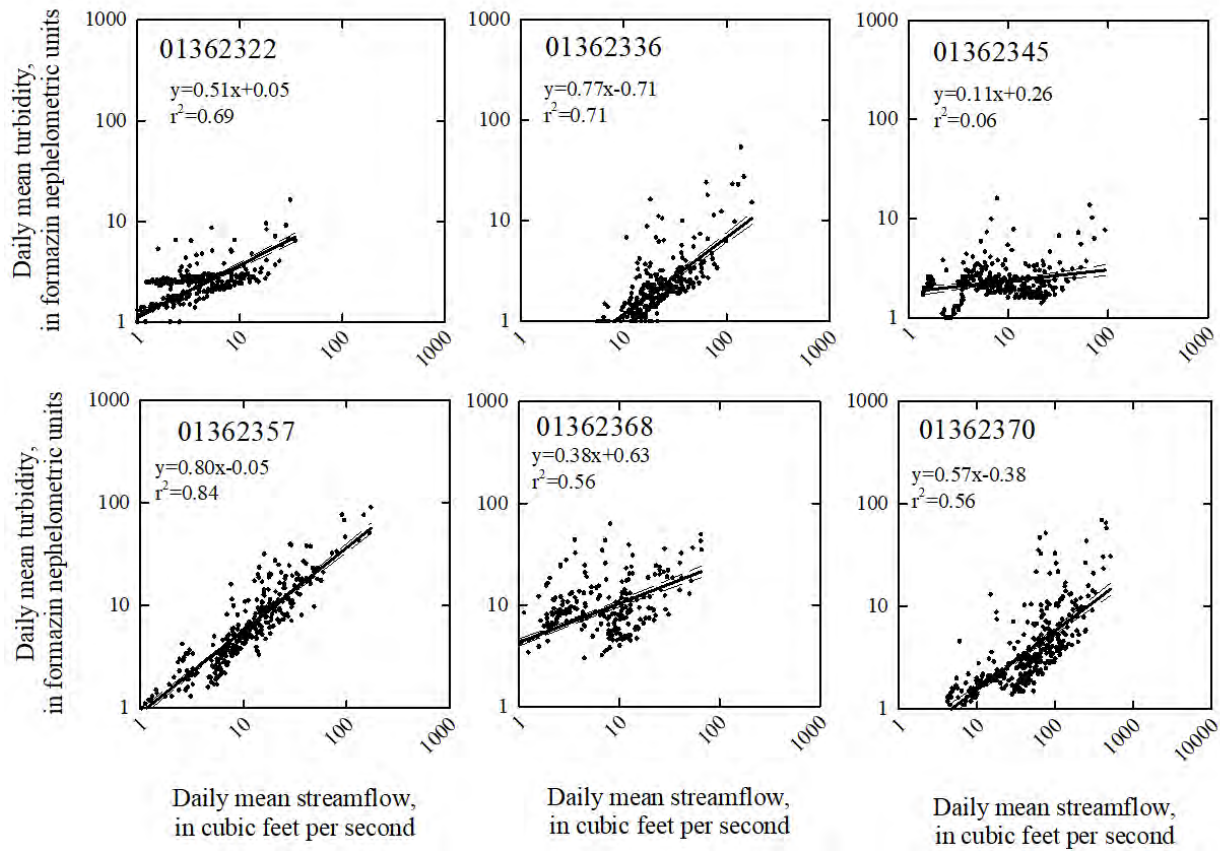 Daily mean turbidity,
in formazin nephelometric units
1000
100
10
1
01362322
y=0.51x+0.05
r²=0.69
1
10
100
1000
01362336
y=0.77x-0.71
r²=0.71
1000
100
10
1
1
10
100
1000
01362345
y=0.11x+0.26
r²=0.06
1000
100
10
1
1
10
100
1000
Daily mean turbidity,
in formazin nephelometric units
1000
100
10
1
01362357
y=0.80x-0.05
r²=0.84
1
10
100
1000
Daily mean streamflow,
in cubic feet per second
01362368
y=0.38x+0.63
r²=0.56
1000
100
10
1
1
10
100
1000
Daily mean streamflow,
in cubic feet per second
01362370
y=0.57x-0.38
r²=0.56
1000
100
10
1
1
10
100
1000
10000
Daily mean streamflow,
in cubic feet per second